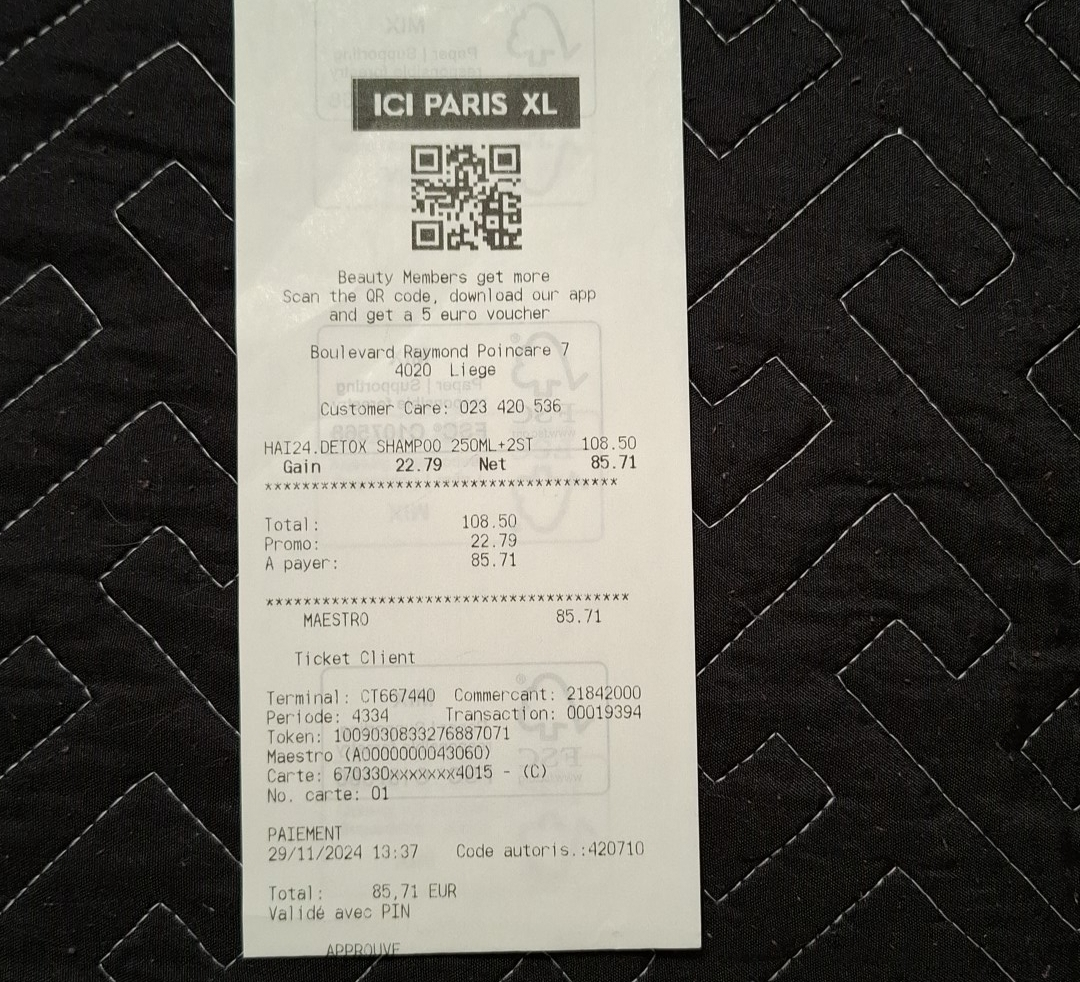 ICI PARIS XL
Beauty Members get more
Scan the QR code, download our app
and get a 5 euro voucher
Boulevard Raymond Poincare 7
4020 Liege
Customer Care: 023 420 536
HAI24.DETOX SHAMPOO 250ML+2ST 108.50
Gain 22.79 Net 85.71
**************************************
Total: 108.50
Promo: 22.79
A payer: 85.71
***************************************
MAESTRO 85.71
Ticket Client
Terminal: CT667440 Commercant: 21842000
Periode: 4334 Transaction: 00019394
Token: 1009030833276887071
Maestro (A0000000043060)
Carte: 670330xxxxxxx4015 - (C)
No. carte: 01
PAIEMENT
29/11/2024 13:37 Code autoris.:420710
Total: 85,71 EUR
Validé avec PIN
APPROUVE